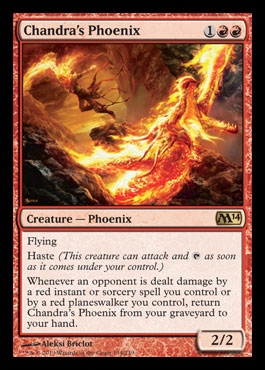 Chandra's Phoenix 1
Creature — Phoenix M14
Flying
Haste (This creature can attack and as soon
as it comes under your control.)
Whenever an opponent is dealt damage by
a red instant or sorcery spell you control or
by a red planeswalker you control, return
Chandra's Phoenix from your graveyard to
your hand.
2/2
Aleksi Briclot